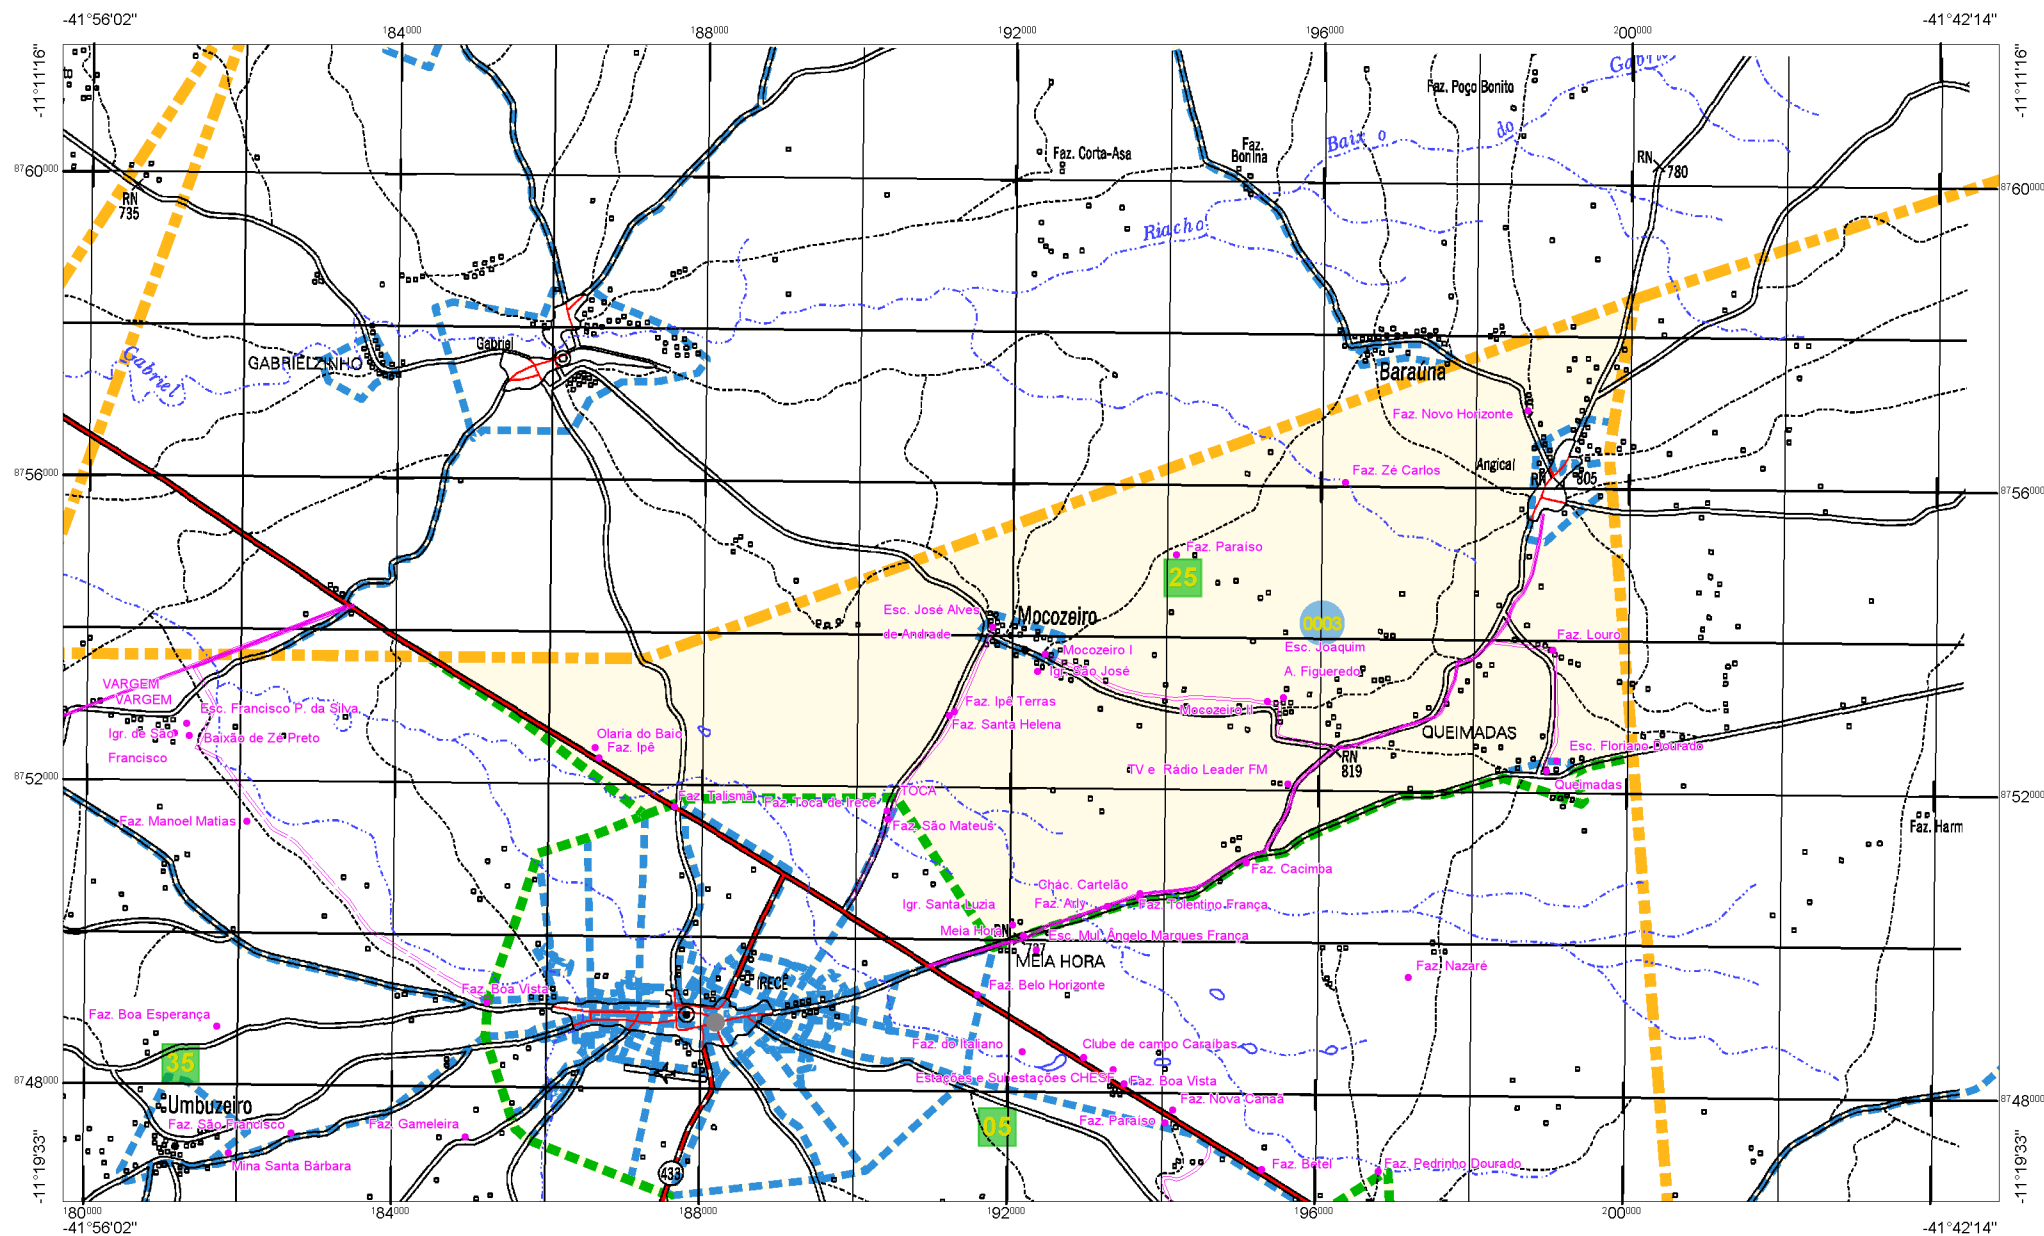 -41°56'02"
-41°42'14"
184000
188000
192000
196000
200000
-11°11'16"
-11°11'16"
Gabri
Faz. Poço Bonito
do
Baix o
Faz.
Bonina
Faz. Corta-Asa
RN
780
8760000
8760000
RN
735
Riacho
Gabriel
GABRIELZINHO
Gabriel
Baraúna
Faz. Novo Horizonte
Angical
Faz. Zé Carlos
8756000
RN
805
8756000
Faz. Paraíso
25
Esc. José Alves
de Andrade
Mocozeiro
0003
Faz. Louro
Esc. Joaquim
A. Figueredo
Mocozeiro I
Igr. São José
VARGEM
VARGEM
Faz. Ipê Terras
Esc. Francisco P. da Silva
Mocozeiro II
Faz. Santa Helena
Igr. de São
Francisco
Baixão de Zé Preto
Olaria do Baio
Faz. Ipê
QUEIMADAS
Esc. Floriano Dourado
RN
819
TV e Rádio Leader FM
8752000
Queimadas
8752000
TOCA
Faz. Talismã
Faz. Toca de Irecê
Faz. Manoel Matias
Faz. São Mateus
Faz. Harm
Faz. Cacimba
Chác. Cartelão
Igr. Santa Luzia
Faz. Arly
Faz. Tolentino França
Meia Hora
RN
787
Esc. Mul. Ângelo Marques França
MEIA HORA
Faz. Nazaré
IRECÊ
Faz. Boa Vista
Faz. Belo Horizonte
Faz. Boa Esperança
Faz. do Italiano
Clube de campo Caraíbas
35
Estações e Subestações CHESF
Faz. Boa Vista
8748000
8748000
Umbuzeiro
Faz. Nova Canaã
Faz. São Francisco
Faz. Gameleira
05
Faz. Paraíso
Mina Santa Bárbara
433
Faz. Betel
Faz. Pedrinho Dourado
-11°19'33"
-11°19'33"
180000
184000
188000
192000
196000
200000
-41°56'02"
-41°42'14"